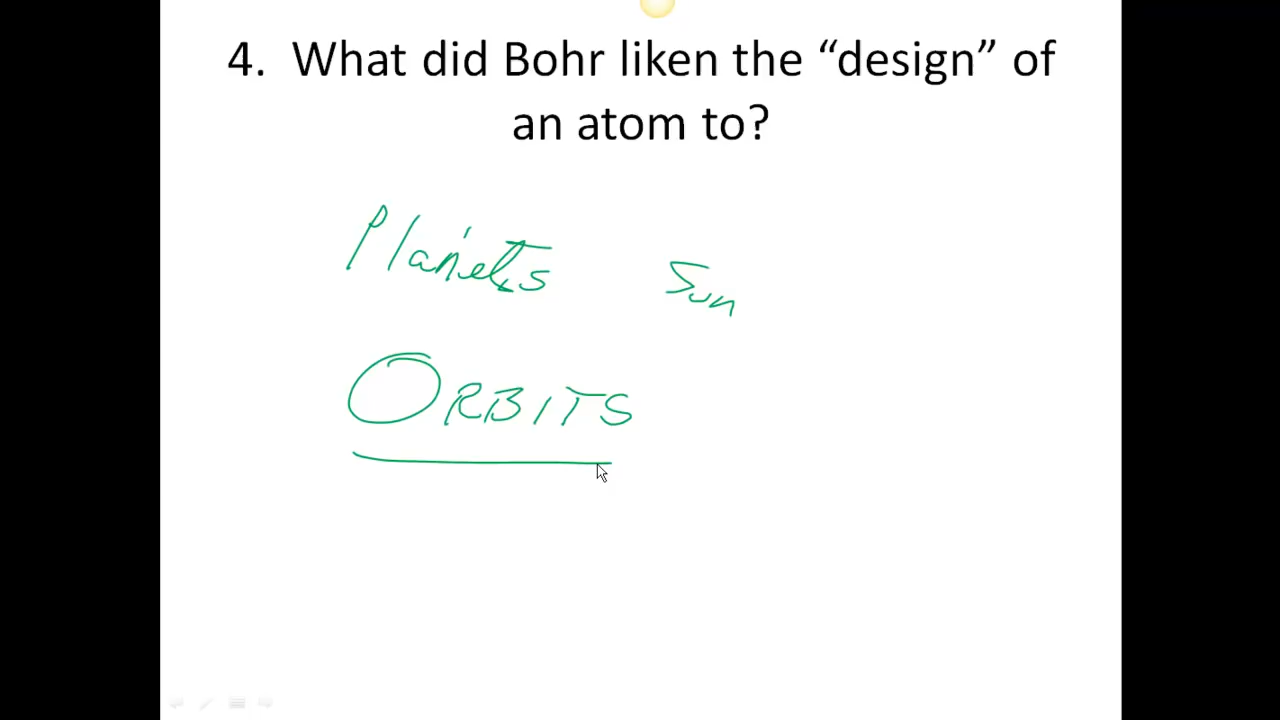 4. What did Bohr liken the “design” of
an atom to?
Planets Sun
ORBITS